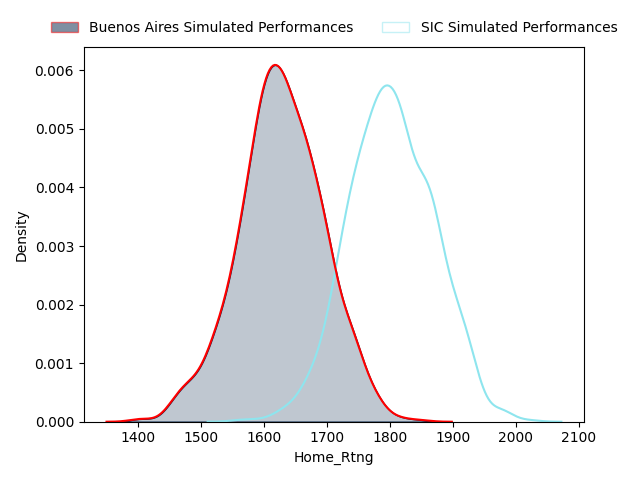 Buenos Aires Simulated Performances SIC Simulated Performances
0.006
0.005
0.004
0.003
0.002
0.001
0.000
Density
1400 1500 1600 1700 1800 1900 2000 2100
Home_Rtng